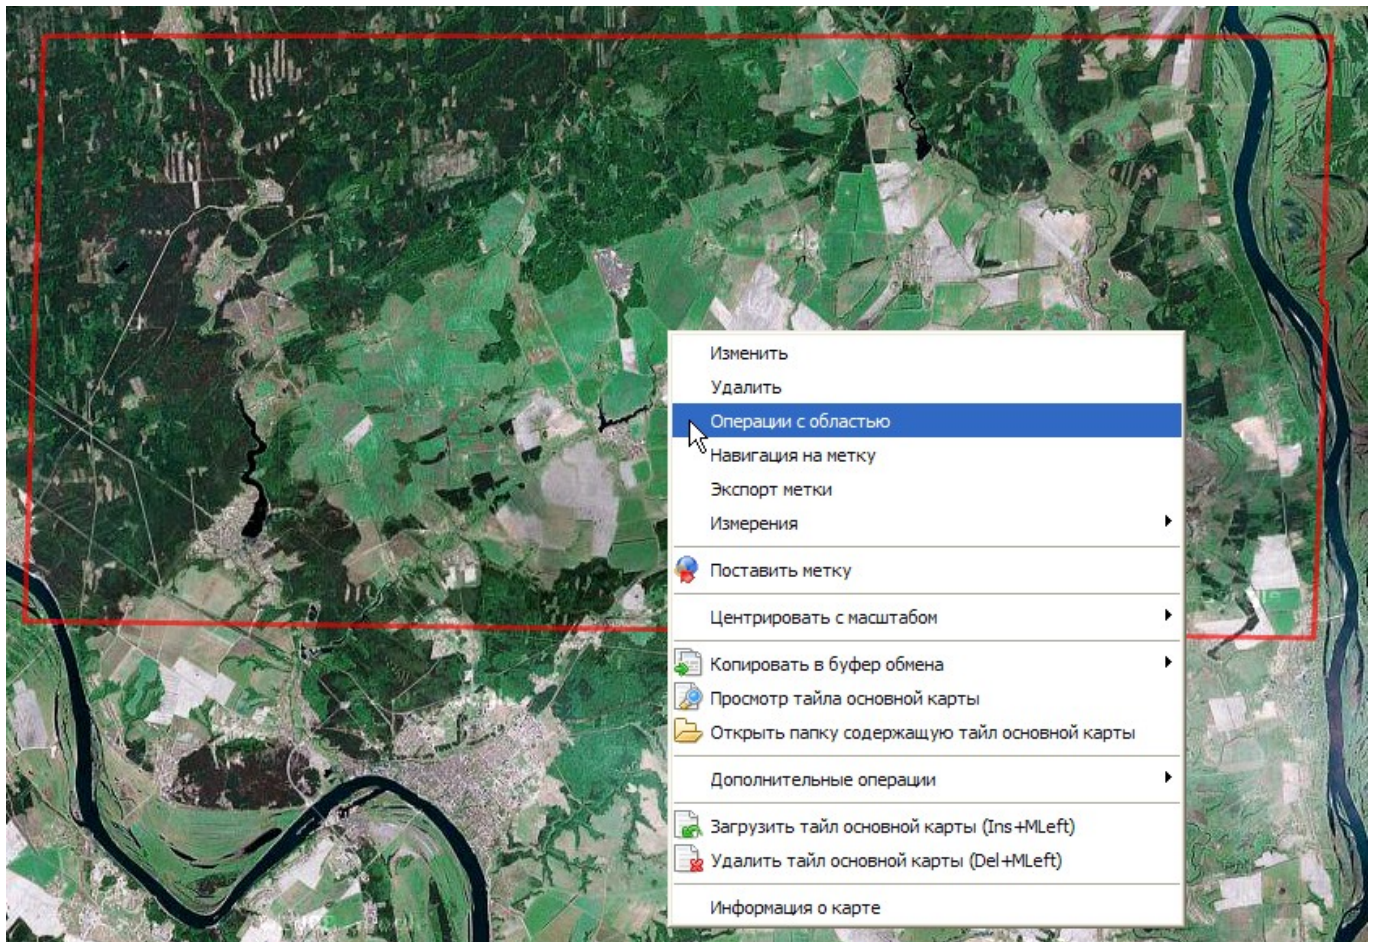 Изменить
Удалить
Операции с областью
Навигация на метку
Экспорт метки
Измерения
Поставить метку
Центрировать с масштабом
Копировать в буфер обмена
Просмотр тайла основной карты
Открыть папку содержащую тайл основной карты
Дополнительные операции
Загрузить тайл основной карты (Ins+MLeft)
Удалить тайл основной карты (Del+MLeft)
Информация о карте